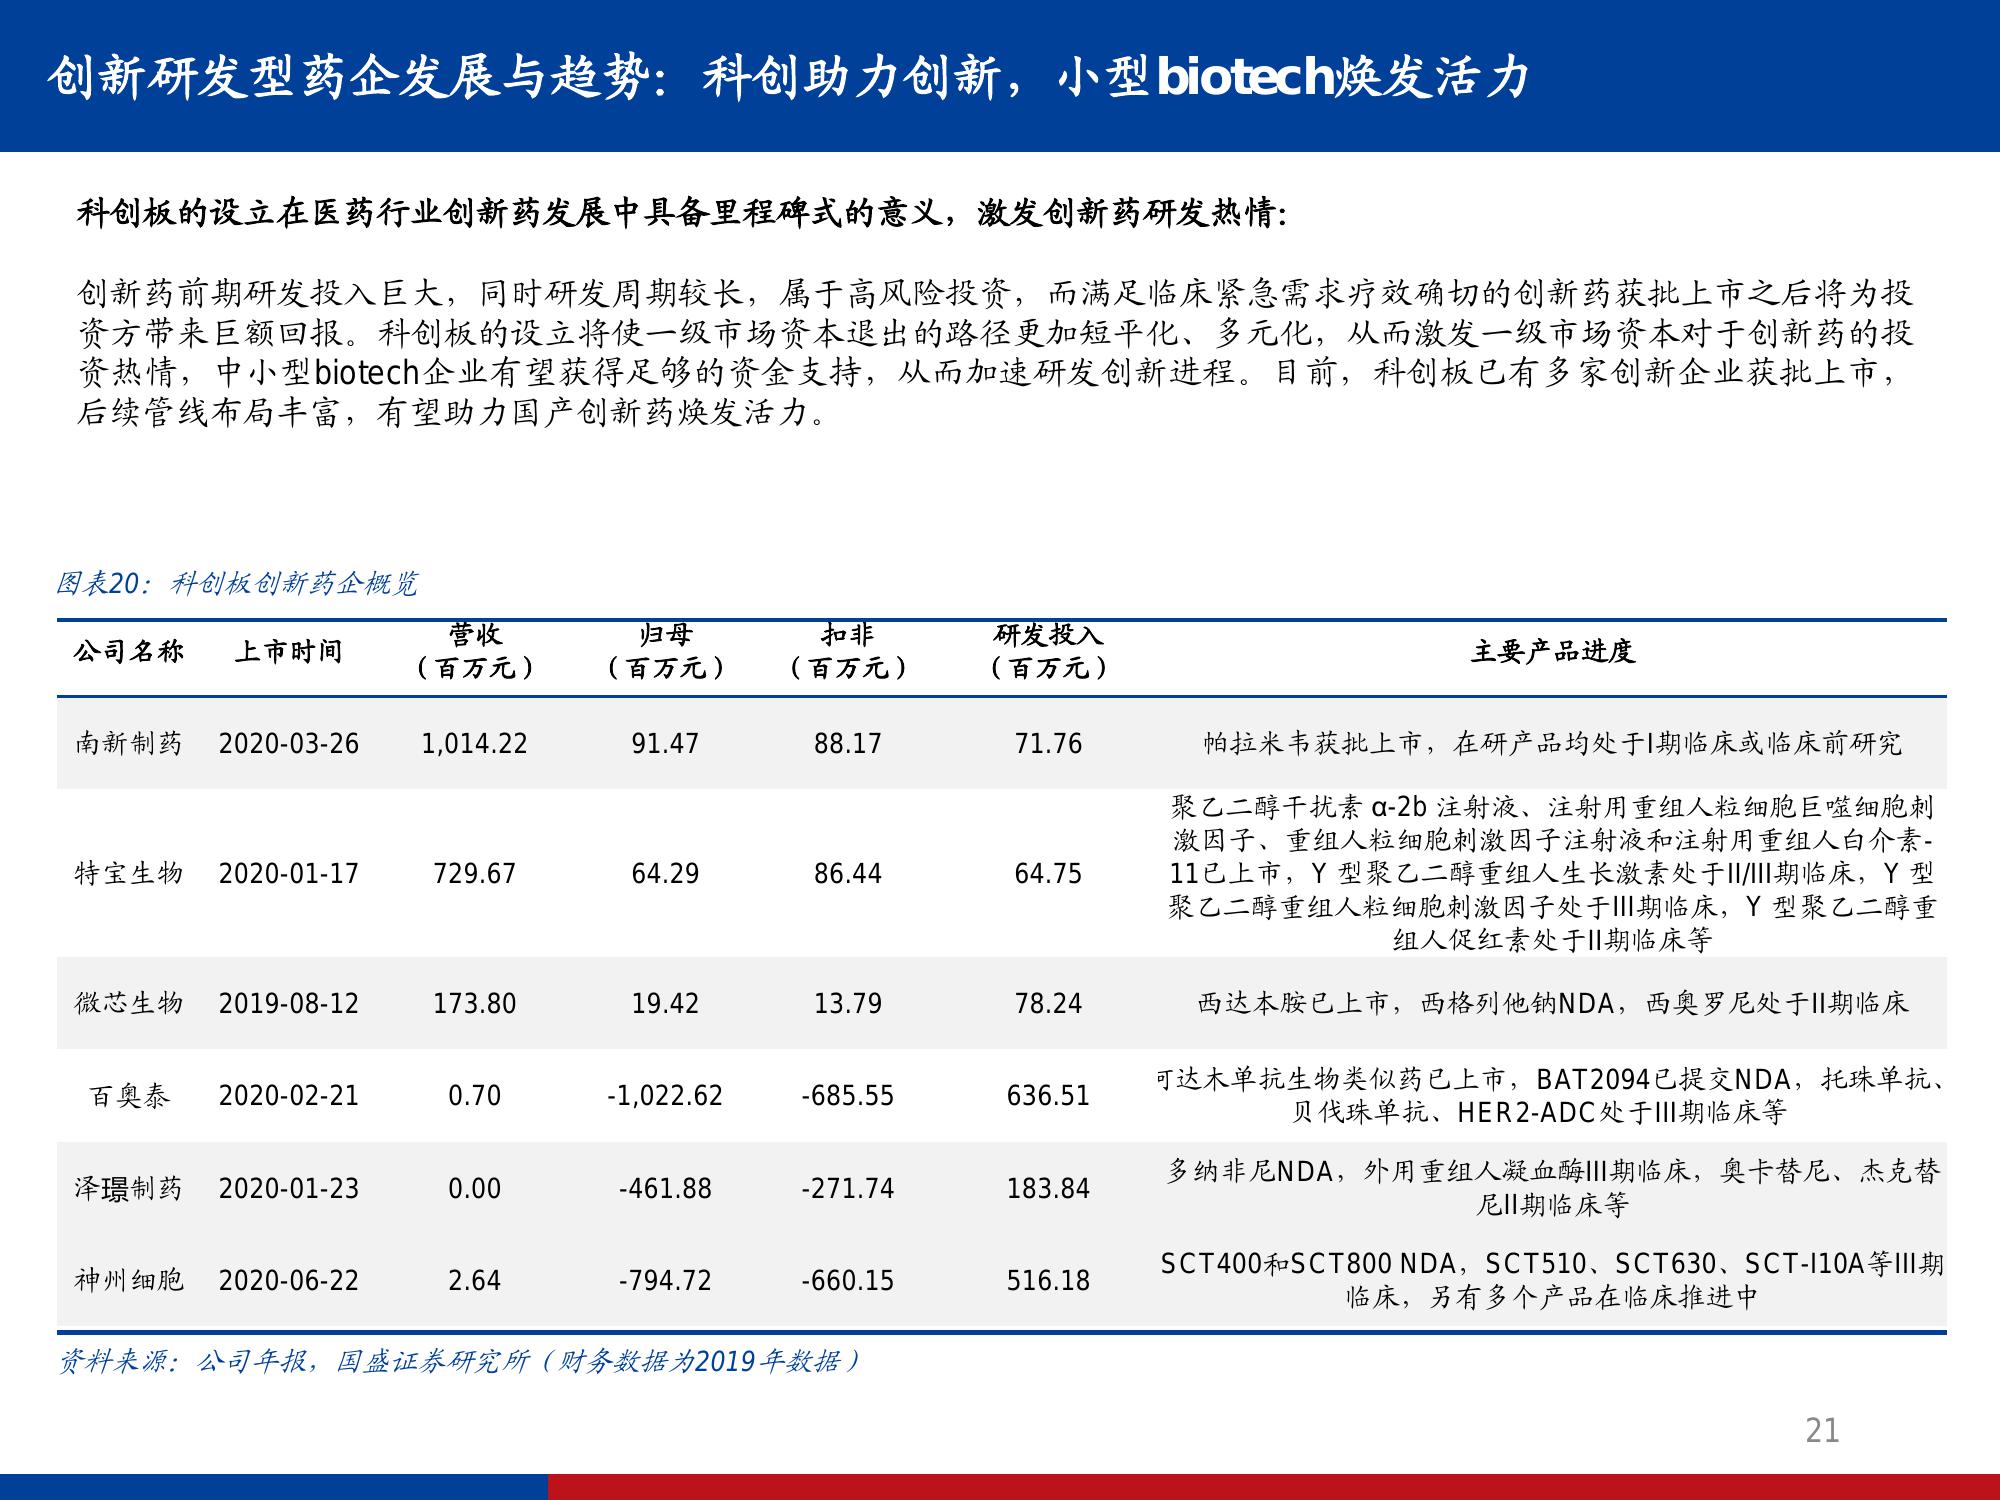 创新研发型药企发展与趋势：科创助力创新，小型biotech焕发活力
科创板的设立在医药行业创新药发展中具备里程碑式的意义，激发创新药研发热情：
创新药前期研发投入巨大，同时研发周期较长，属于高风险投资，而满足临床紧急需求疗效确切的创新药获批上市之后将为投
资方带来巨额回报。科创板的设立将使一级市场资本退出的路径更加短平化、多元化，从而激发一级市场资本对于创新药的投
资热情，中小型biotech企业有望获得足够的资金支持，从而加速研发创新进程。目前，科创板已有多家创新企业获批上市，
后续管线布局丰富，有望助力国产创新药焕发活力。
图表20：科创板创新药企概览
公司名称 上市时间 营收（百万元） 归母（百万元） 扣非（百万元） 研发投入（百万元） 主要产品进度
南新制药 2020-03-26 1,014.22 91.47 88.17 71.76 帕拉米韦获批上市，在研产品均处于I期临床或临床前研究
特宝生物 2020-01-17 729.67 64.29 86.44 64.75 聚乙二醇干扰素 α-2b 注射液、注射用重组人粒细胞巨噬细胞刺
激因子、重组人粒细胞刺激因子注射液和注射用重组人白介素-
11已上市，Y 型聚乙二醇重组人生长激素处于II/III期临床，Y 型
聚乙二醇重组人粒细胞刺激因子处于III期临床，Y 型聚乙二醇重
组人促红素处于II期临床等
微芯生物 2019-08-12 173.80 19.42 13.79 78.24 西达本胺已上市，西格列他钠NDA，西奥罗尼处于II期临床
百奥泰 2020-02-21 0.70 -1,022.62 -685.55 636.51 可达木单抗生物类似药已上市，BAT2094已提交NDA，托珠单抗、
贝伐珠单抗、HER2-ADC处于III期临床等
泽璟制药 2020-01-23 0.00 -461.88 -271.74 183.84 多纳非尼NDA，外用重组人凝血酶III期临床，奥卡替尼、杰克替
尼II期临床等
神州细胞 2020-06-22 2.64 -794.72 -660.15 516.18 SCT400和SCT800 NDA，SCT510、SCT630、SCT-I10A等III期
临床，另有多个产品在临床推进中
资料来源：公司年报，国盛证券研究所（财务数据为2019年数据）
21